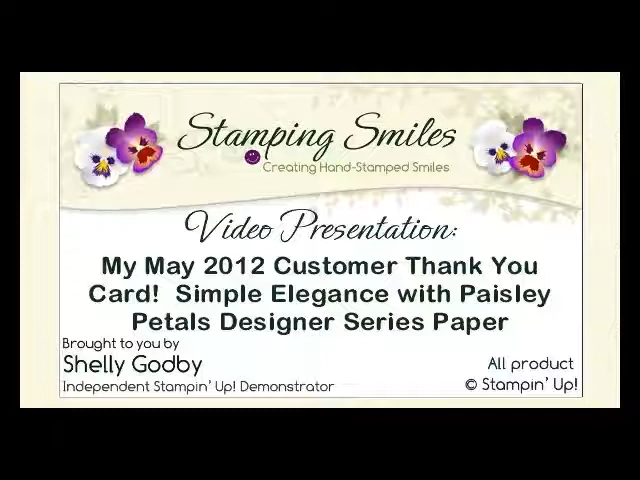 Stamping Smiles
Creating Hand-Stamped Smiles
Video Presentation:
My May 2012 Customer Thank You
Card!  Simple Elegance with Paisley
Petals Designer Series Paper
Brought to you by
Shelly Godby
Independent Stampin' Up! Demonstrator
All product
© Stampin' Up!